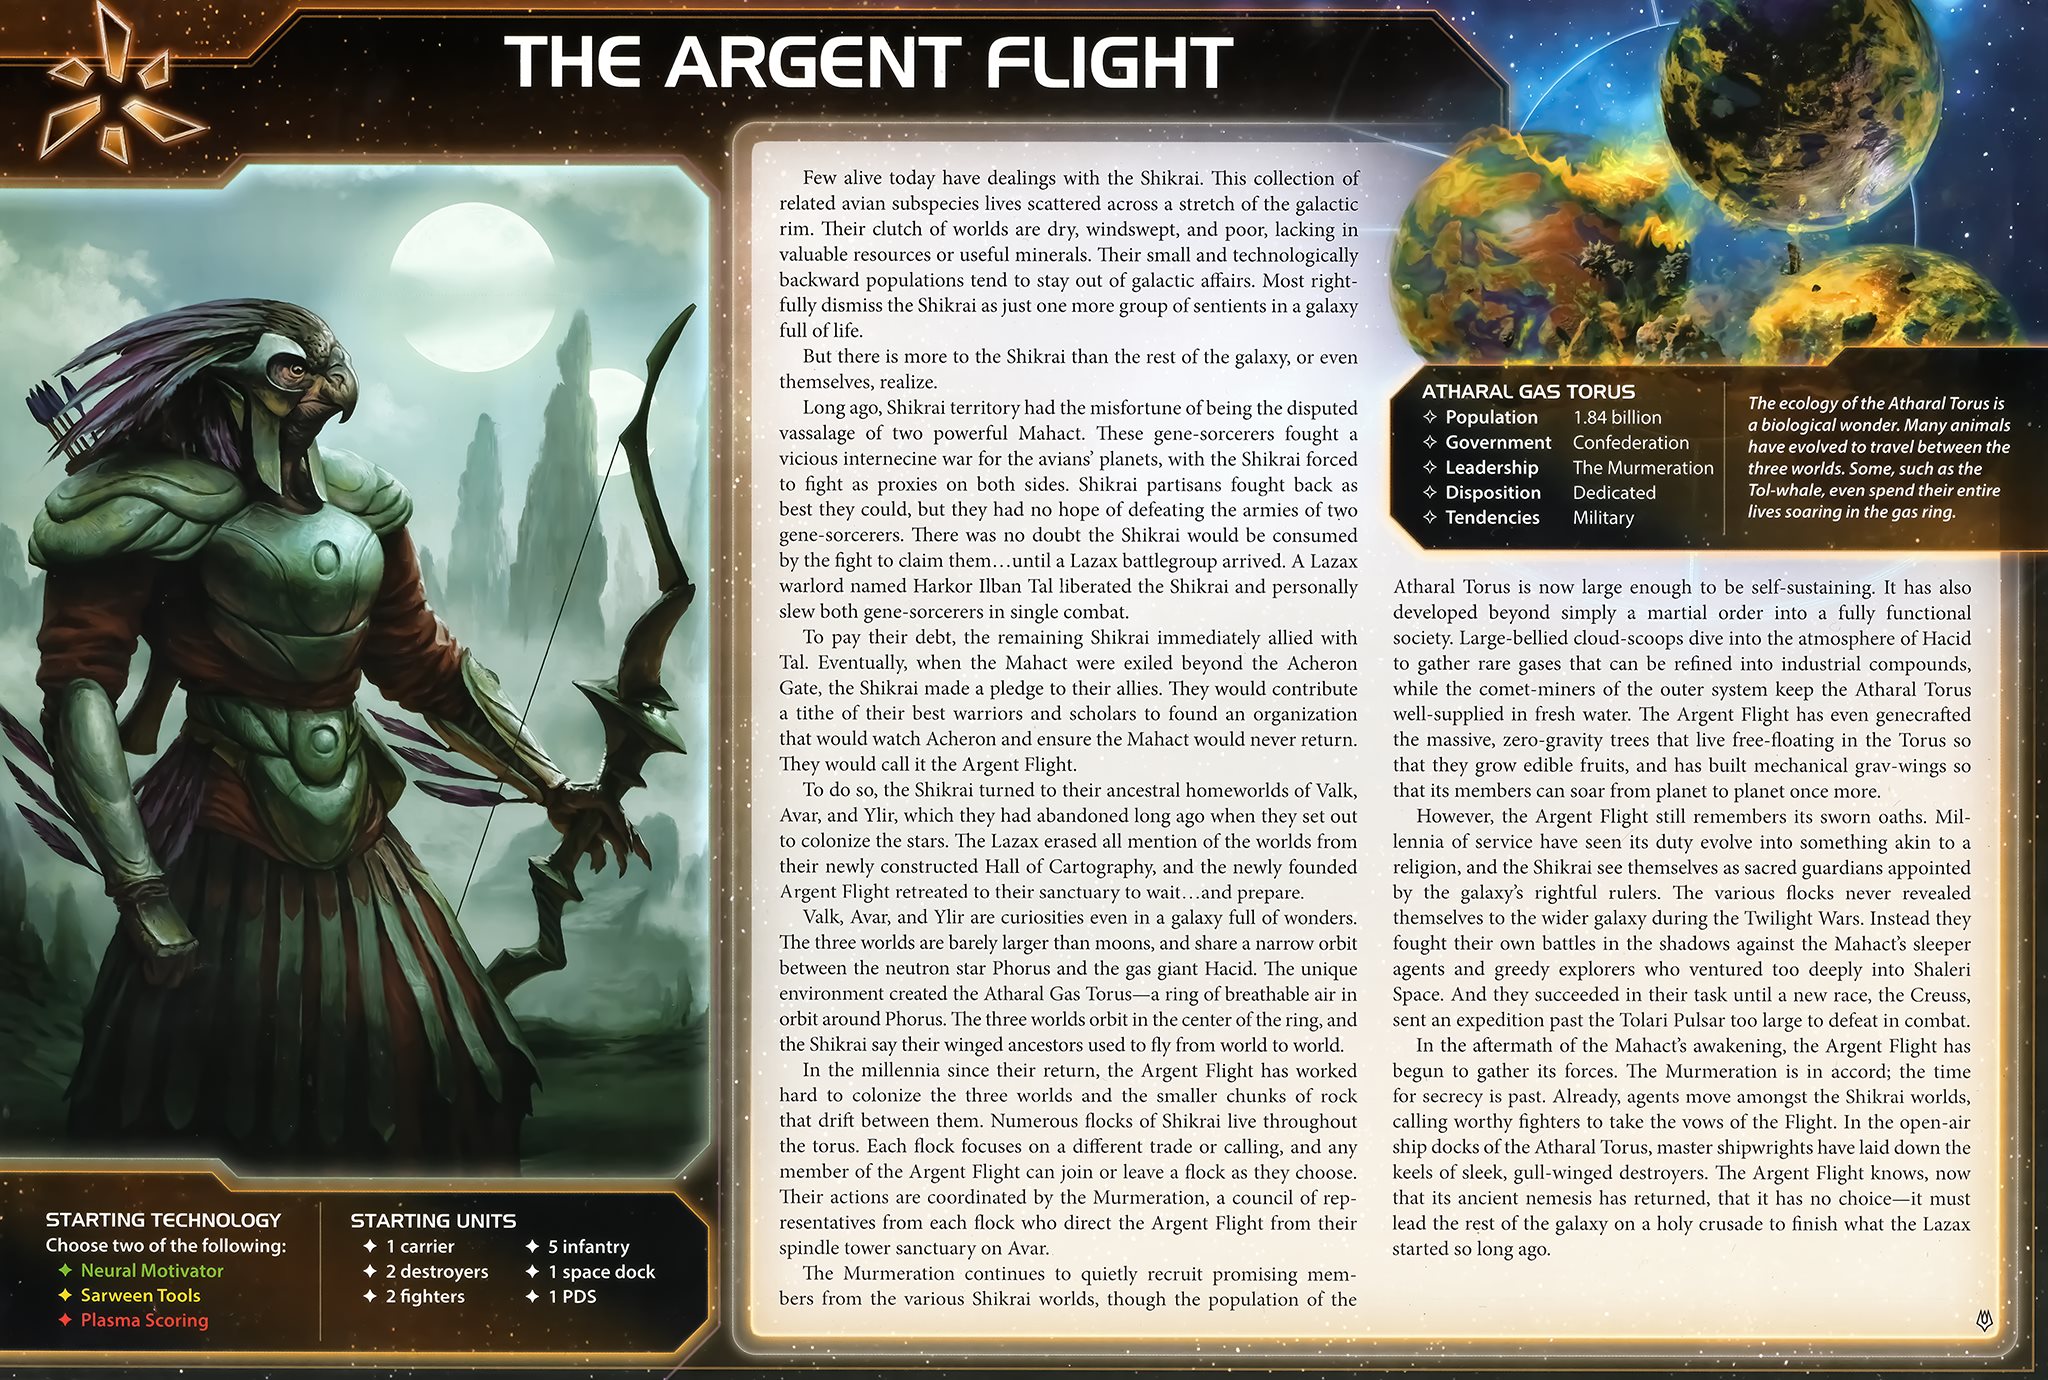 THE ARGENT FLIGHT
Few alive today have dealings with the Shikrai. This collection of
related avian subspecies lives scattered across a stretch of the galactic
rim. Their clutch of worlds are dry, windswept, and poor, lacking in
valuable resources or useful minerals. Their small and technologically
backward populations tend to stay out of galactic affairs. Most right-
fully dismiss the Shikrai as just one more group of sentients in a galaxy
full of life.
But there is more to the Shikrai than the rest of the galaxy, or even
themselves, realize.
Long ago, Shikrai territory had the misfortune of being the disputed
vassalage of two powerful Mahact. These gene-sorcerers fought a
vicious internecine war for the avians' planets, with the Shikrai forced
to fight as proxies on both sides. Shikrai partisans fought back as
best they could, but they had no hope of defeating the armies of two
gene-sorcerers. There was no doubt the Shikrai would be consumed
by the fight to claim them…until a Lazax battlegroup arrived. A Lazax
warlord named Harkor Ilban Tal liberated the Shikrai and personally
slew both gene-sorcerers in single combat.
To pay their debt, the remaining Shikrai immediately allied with
Tal. Eventually, when the Mahact were exiled beyond the Acheron
Gate, the Shikrai made a pledge to their allies. They would contribute
a tithe of their best warriors and scholars to found an organization
that would watch Acheron and ensure the Mahact would never return.
They would call it the Argent Flight.
To do so, the Shikrai turned to their ancestral homeworlds of Valk,
Avar, and Ylir, which they had abandoned long ago when they set out
to colonize the stars. The Lazax erased all mention of the worlds from
their newly constructed Hall of Cartography, and the newly founded
Argent Flight retreated to their sanctuary to wait…and prepare.
Valk, Avar, and Ylir are curiosities even in a galaxy full of wonders.
The three worlds are barely larger than moons, and share a narrow orbit
between the neutron star Phorus and the gas giant Hacid. The unique
environment created the Atharal Gas Torus—a ring of breathable air in
orbit around Phorus. The three worlds orbit in the center of the ring, and
the Shikrai say their winged ancestors used to fly from world to world.
In the millennia since their return, the Argent Flight has worked
hard to colonize the three worlds and the smaller chunks of rock
that drift between them. Numerous flocks of Shikrai live throughout
the torus. Each flock focuses on a different trade or calling, and any
member of the Argent Flight can join or leave a flock as they choose.
Their actions are coordinated by the Murmeration, a council of rep-
resentatives from each flock who direct the Argent Flight from their
spindle tower sanctuary on Avar.
The Murmeration continues to quietly recruit promising mem-
bers from the various Shikrai worlds, though the population of the
ATHARAL GAS TORUS
Population 1.84 billion
Government Confederation
Leadership The Murmeration
Disposition Dedicated
Tendencies Military
The ecology of the Atharal Torus is
a biological wonder. Many animals
have evolved to travel between the
three worlds. Some, such as the
Tol-whale, even spend their entire
lives soaring in the gas ring.
Atharal Torus is now large enough to be self-sustaining. It has also
developed beyond simply a martial order into a fully functional
society. Large-bellied cloud-scoops dive into the atmosphere of Hacid
to gather rare gases that can be refined into industrial compounds,
while the comet-miners of the outer system keep the Atharal Torus
well-supplied in fresh water. The Argent Flight has even genecrafted
the massive, zero-gravity trees that live free-floating in the Torus so
that they grow edible fruits, and has built mechanical grav-wings so
that its members can soar from planet to planet once more.
However, the Argent Flight still remembers its sworn oaths. Mil-
lennia of service have seen its duty evolve into something akin to a
religion, and the Shikrai see themselves as sacred guardians appointed
by the galaxy's rightful rulers. The various flocks never revealed
themselves to the wider galaxy during the Twilight Wars. Instead they
fought their own battles in the shadows against the Mahact's sleeper
agents and greedy explorers who ventured too deeply into Shaleri
Space. And they succeeded in their task until a new race, the Creuss,
sent an expedition past the Tolari Pulsar too large to defeat in combat.
In the aftermath of the Mahact's awakening, the Argent Flight has
begun to gather its forces. The Murmeration is in accord; the time
for secrecy is past. Already, agents move amongst the Shikrai worlds,
calling worthy fighters to take the vows of the Flight. In the open-air
ship docks of the Atharal Torus, master shipwrights have laid down the
keels of sleek, gull-winged destroyers. The Argent Flight knows, now
that its ancient nemesis has returned, that it has no choice—it must
lead the rest of the galaxy on a holy crusade to finish what the Lazax
started so long ago.
STARTING TECHNOLOGY
Choose two of the following:
Neural Motivator
Sarween Tools
Plasma Scoring
STARTING UNITS
1 carrier
2 destroyers
2 fighters
5 infantry
1 space dock
1 PDS